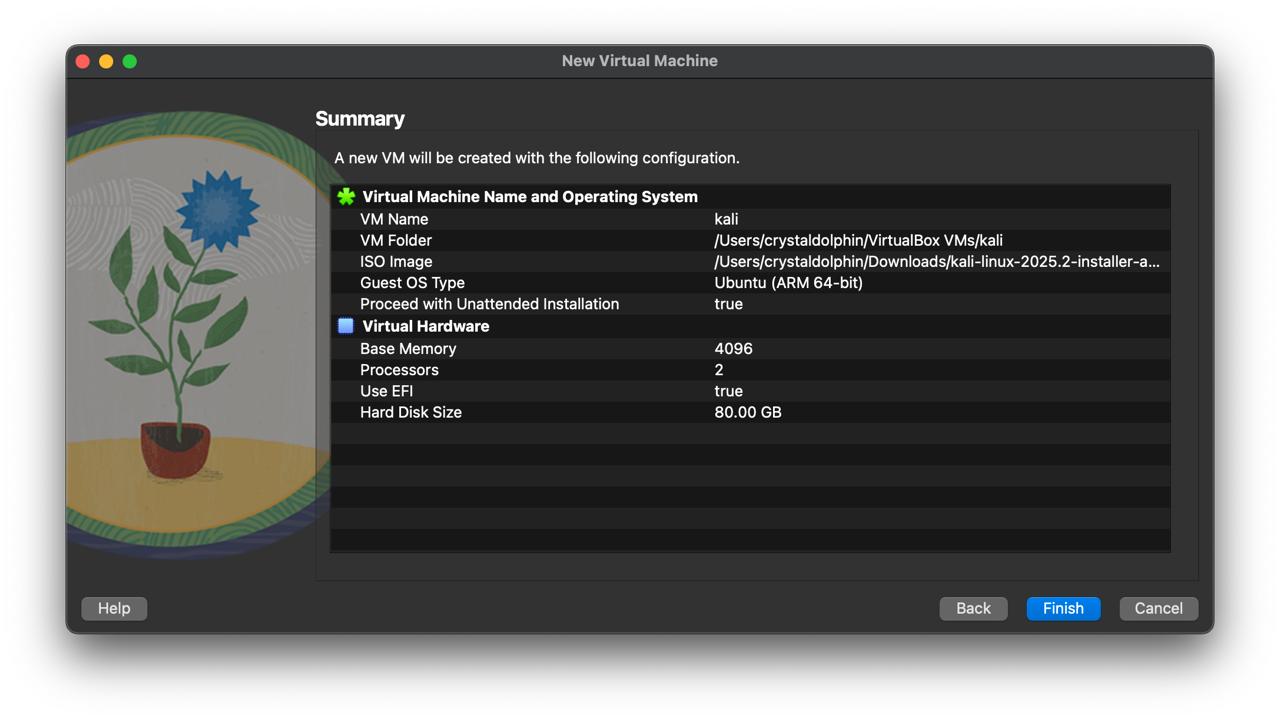 New Virtual Machine
Summary
A new VM will be created with the following configuration.
Virtual Machine Name and Operating System
VM Name kali
VM Folder /Users/crystaldolphin/VirtualBox VMs/kali
ISO Image /Users/crystaldolphin/Downloads/kali-linux-2025.2-installer-a...
Guest OS Type Ubuntu (ARM 64-bit)
Proceed with Unattended Installation true
Virtual Hardware
Base Memory 4096
Processors 2
Use EFI true
Hard Disk Size 80.00 GB
Help Back Finish Cancel